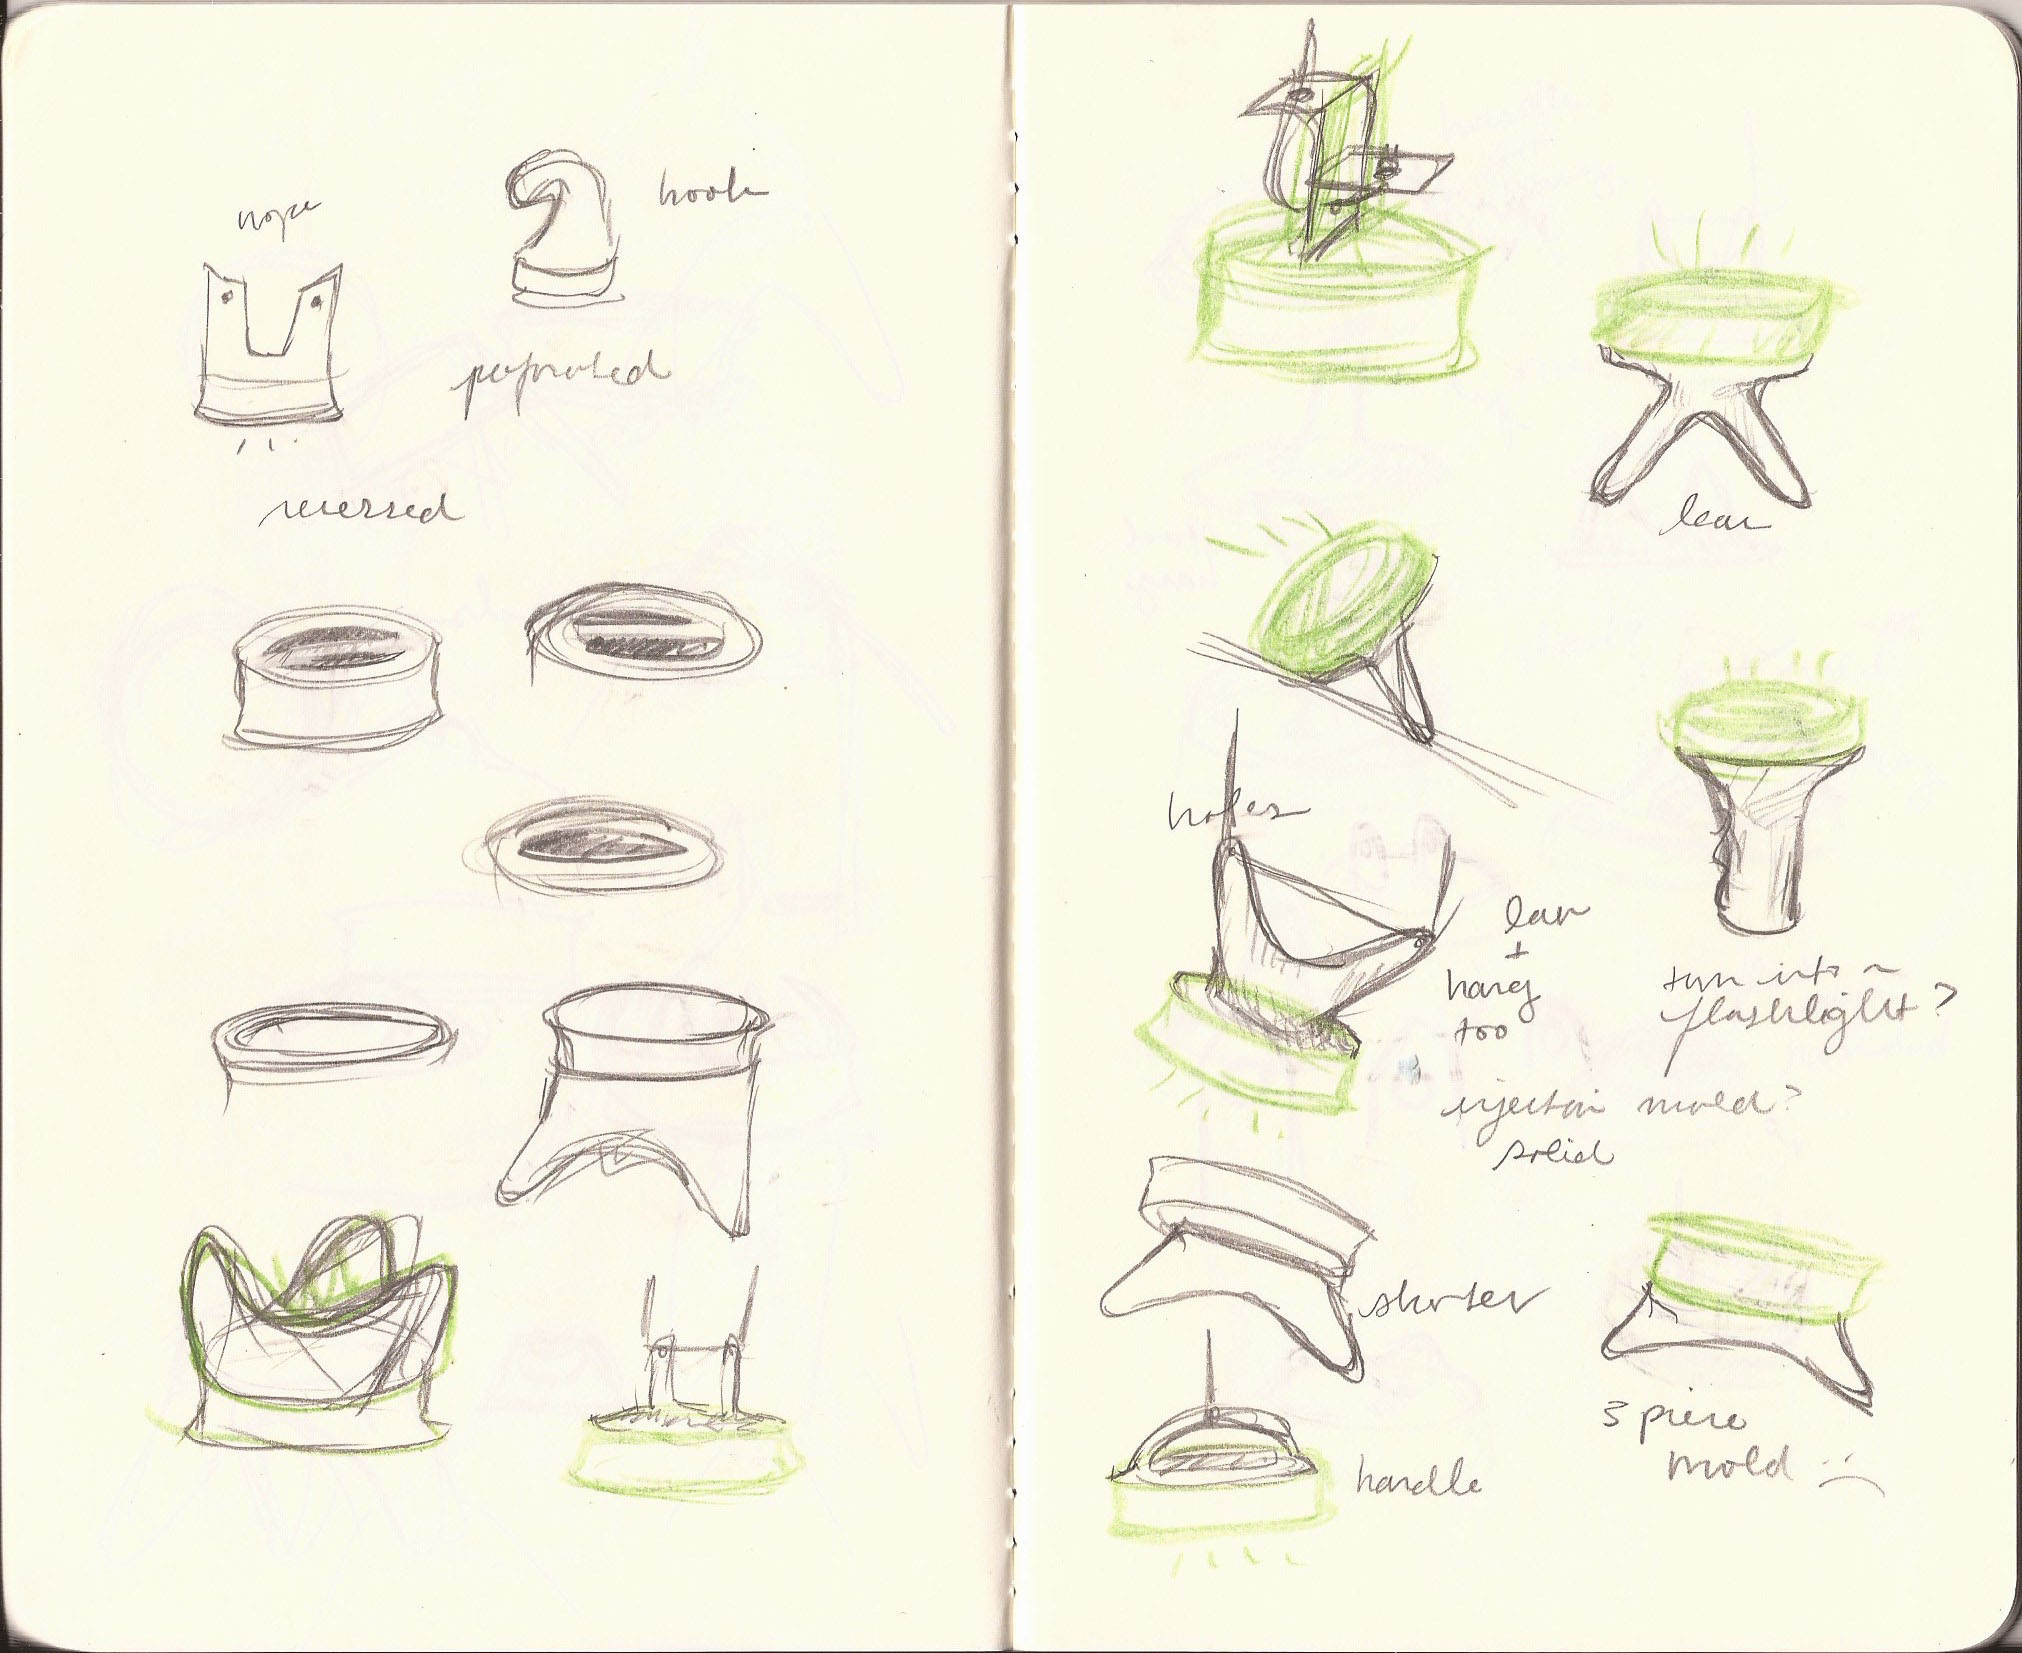 rope
hook
perforated
recessed
lean
holes
lean
+
hang
too
turn into a
flashlight?
injection mold?
solid
shorter
3 piece
mold :(
handle